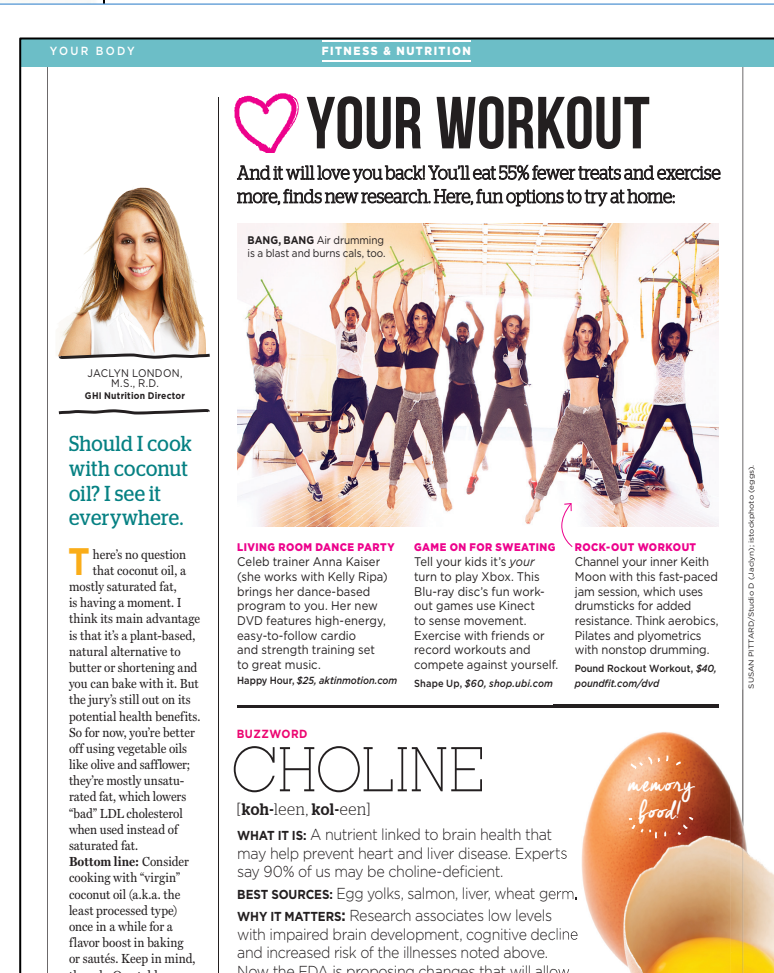 YOUR BODY
FITNESS & NUTRITION
YOUR WORKOUT
And it will love you back! You'll eat 55% fewer treats and exercise
more, finds new research. Here, fun options to try at home:
BANG, BANG Air drumming
is a blast and burns cals, too.
JACLYN LONDON,
M.S., R.D.
GHI Nutrition Director
Should I cook
with coconut
oil? I see it
everywhere.
There's no question
that coconut oil, a
mostly saturated fat,
is having a moment. I
think its main advantage
is that it's a plant-based,
natural alternative to
butter or shortening and
you can bake with it. But
the jury's still out on its
potential health benefits.
So for now, you're better
off using vegetable oils
like olive and safflower;
they're mostly unsatu-
rated fat, which lowers
"bad" LDL cholesterol
when used instead of
saturated fat.
Bottom line: Consider
cooking with "virgin"
coconut oil (a.k.a. the
least processed type)
once in a while for a
flavor boost in baking
or sautés. Keep in mind,
LIVING ROOM DANCE PARTY
Celeb trainer Anna Kaiser
(she works with Kelly Ripa)
brings her dance-based
program to you. Her new
DVD features high-energy,
easy-to-follow cardio
and strength training set
to great music.
Happy Hour, $25, aktinmotion.com
GAME ON FOR SWEATING
Tell your kids it's your
turn to play Xbox. This
Blu-ray disc's fun work-
out games use Kinect
to sense movement.
Exercise with friends or
record workouts and
compete against yourself.
Shape Up, $60, shop.ubi.com
ROCK-OUT WORKOUT
Channel your inner Keith
Moon with this fast-paced
jam session, which uses
drumsticks for added
resistance. Think aerobics,
Pilates and plyometrics
with nonstop drumming.
Pound Rockout Workout, $40,
poundfit.com/dvd
SUSAN PITTARD/Studio D (Jaclyn); istockphoto (eggs).
BUZZWORD
CHOLINE
[koh-leen, kol-een]
WHAT IT IS: A nutrient linked to brain health that
may help prevent heart and liver disease. Experts
say 90% of us may be choline-deficient.
BEST SOURCES: Egg yolks, salmon, liver, wheat germ.
WHY IT MATTERS: Research associates low levels
with impaired brain development, cognitive decline
and increased risk of the illnesses noted above.
Now the FDA is proposing changes that will allow
memory
food!